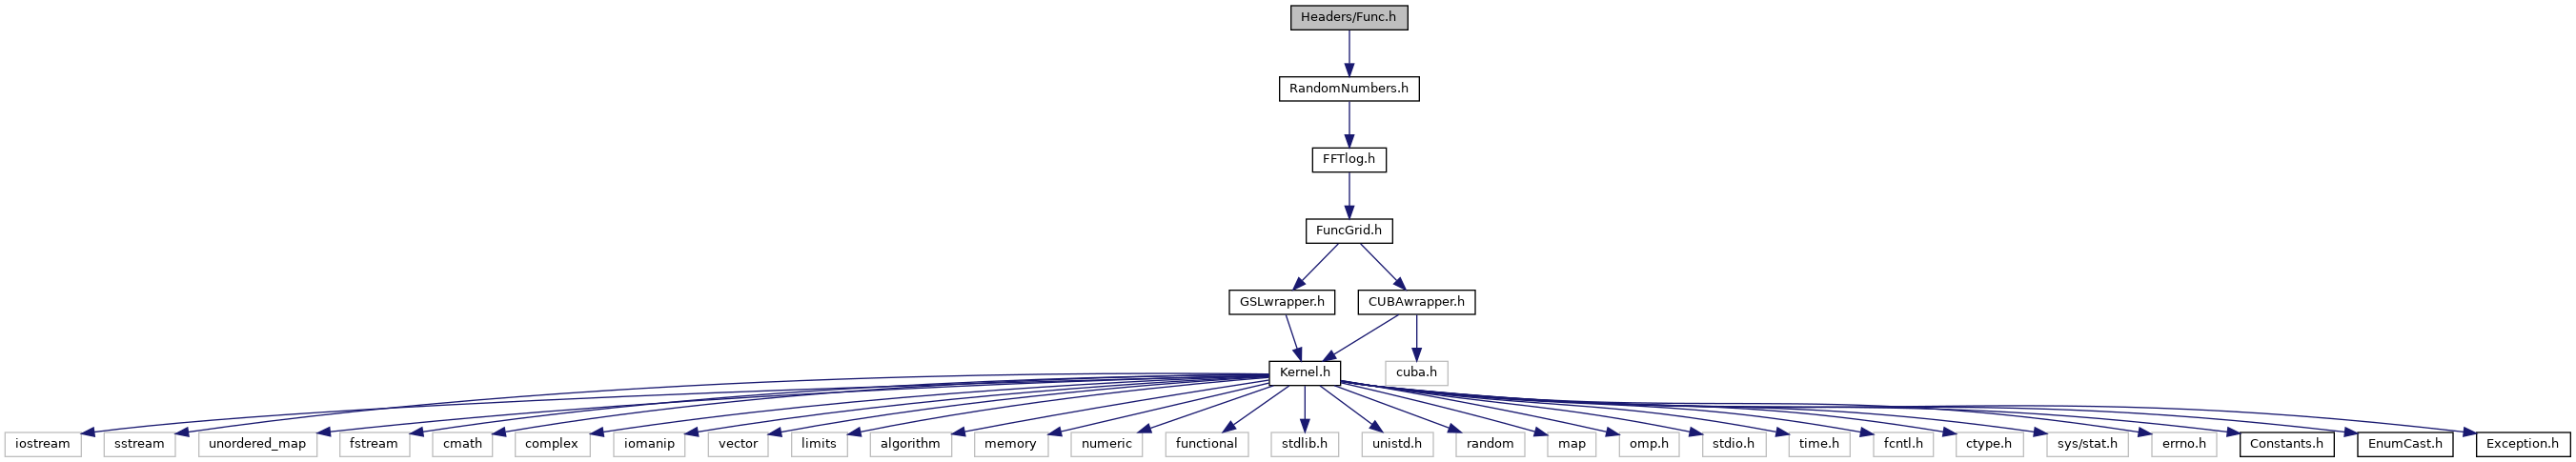 Headers/Func.h
RandomNumbers.h
FFTlog.h
FuncGrid.h
GSLwrapper.h
CUBAwrapper.h
Kernel.h
cuba.h
iostream
sstream
unordered_map
fstream
cmath
complex
iomanip
vector
limits
algorithm
memory
numeric
functional
stdlib.h
unistd.h
random
map
omp.h
stdio.h
time.h
fcntl.h
ctype.h
sys/stat.h
errno.h
Constants.h
EnumCast.h
Exception.h